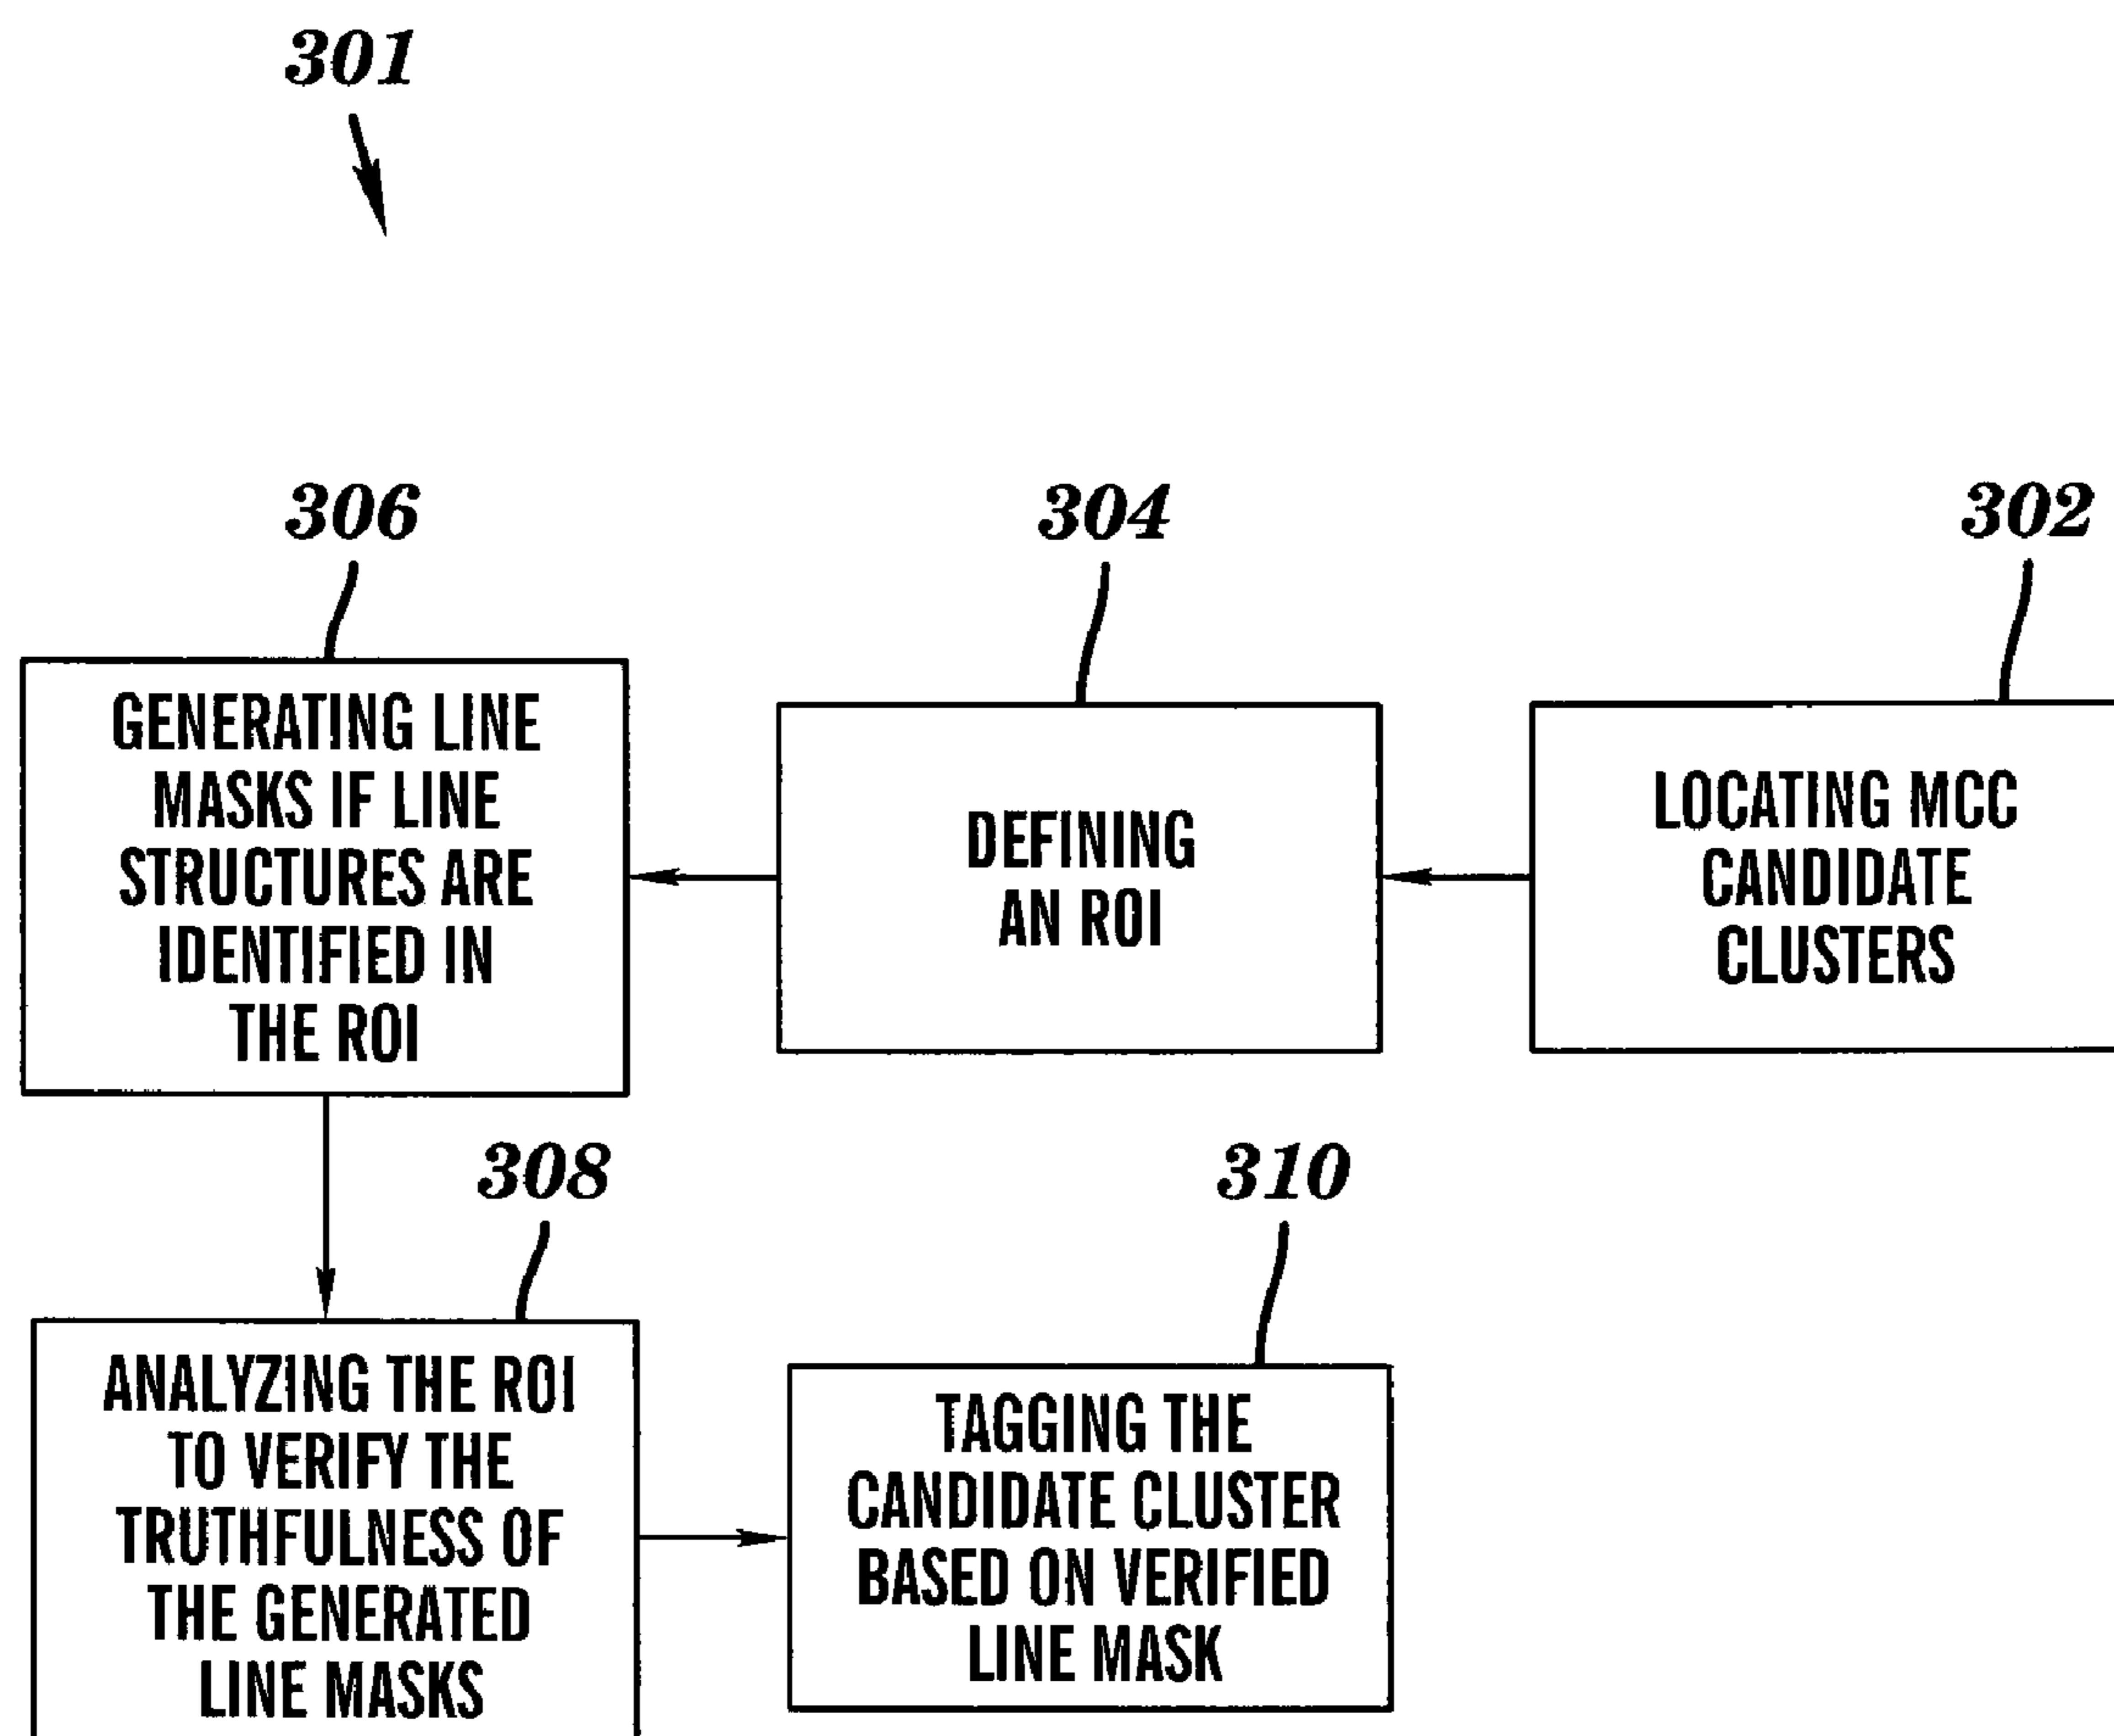 301
306
304
302
GENERATING LINE
MASKS IF LINE
STRUCTURES ARE
IDENTIFIED IN
THE ROI
DEFINING
AN ROI
LOCATING MCC
CANDIDATE
CLUSTERS
308
310
ANALYZING THE ROI
TO VERIFY THE
TRUTHFULNESS OF
THE GENERATED
LINE MASKS
TAGGING THE
CANDIDATE CLUSTER
BASED ON VERIFIED
LINE MASK